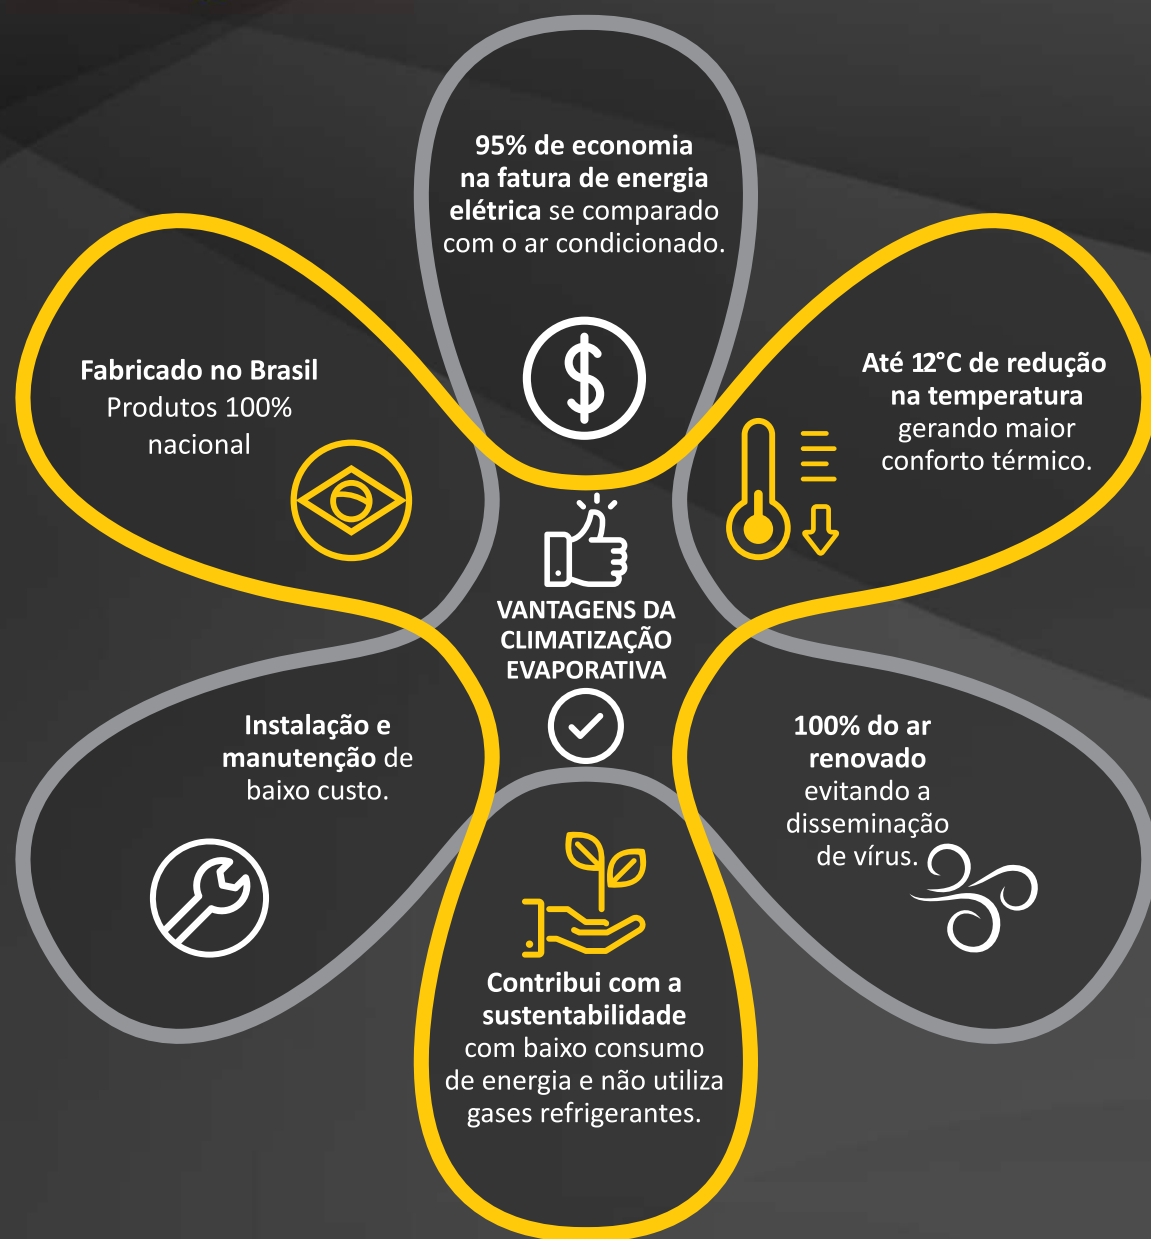 95% de economia
na fatura de energia
elétrica se comparado
com o ar condicionado.
Fabricado no Brasil
Produtos 100%
nacional
Até 12°C de redução
na temperatura
gerando maior
conforto térmico.
VANTAGENS DA
CLIMATIZAÇÃO
EVAPORATIVA
Instalação e
manutenção de
baixo custo.
100% do ar
renovado
evitando a
disseminação
de vírus.
Contribui com a
sustentabilidade
com baixo consumo
de energia e não utiliza
gases refrigerantes.